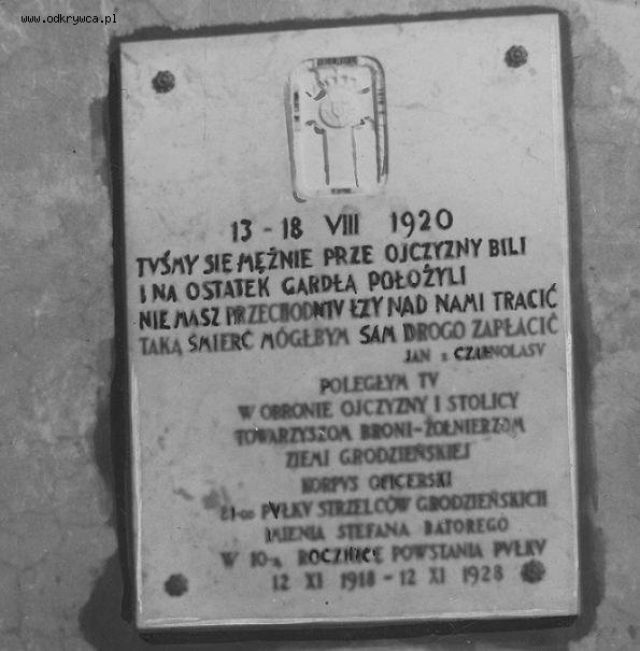 www.odkrywca.pl
13 - 18 VIII 1920
TVŚMY SIE MĘŻNIE PRZE OJCZYZNY BILI
I NA OSTATEK GARDŁA POŁOŻYLI
NIE MASZ PRZECHODNIV ŁZY NAD NAMI TRACIĆ
TAKĄ ŚMIERĆ MÓGŁBYM SAM DROGO ZAPŁACIĆ
JAN z CZARNOLASV
POLEGŁYM TV
W OBRONIE OJCZYZNY I STOLICY
TOWARZYSZOM BRONI-ŻOŁNIERZOM
ZIEMI GRODZIEŃSKIEJ
KORPVS OFICERSKI
81-GO PVŁKV STRZELCÓW GRODZIEŃSKICH
IMIENIA STEFANA BATOREGO
W 10-Ą ROCZNICĘ POWSTANIA PVŁKV
12 XI 1918 - 12 XI 1928